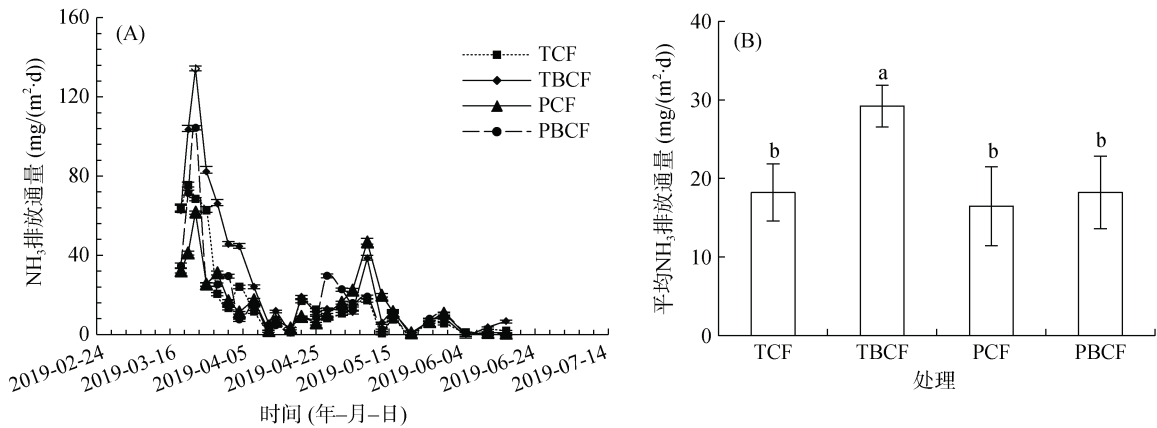 (A)
NH₃排放通量 (mg/(m²·d))
160
120
80
40
0
TCF
TBCF
PCF
PBCF
2019-02-24
2019-03-16
2019-04-05
2019-04-25
2019-05-15
2019-06-04
2019-06-24
2019-07-14
时间 (年–月–日)
(B)
平均NH₃排放通量 (mg/(m²·d))
40
30
20
10
0
b
a
b
b
TCF
TBCF
PCF
PBCF
处理